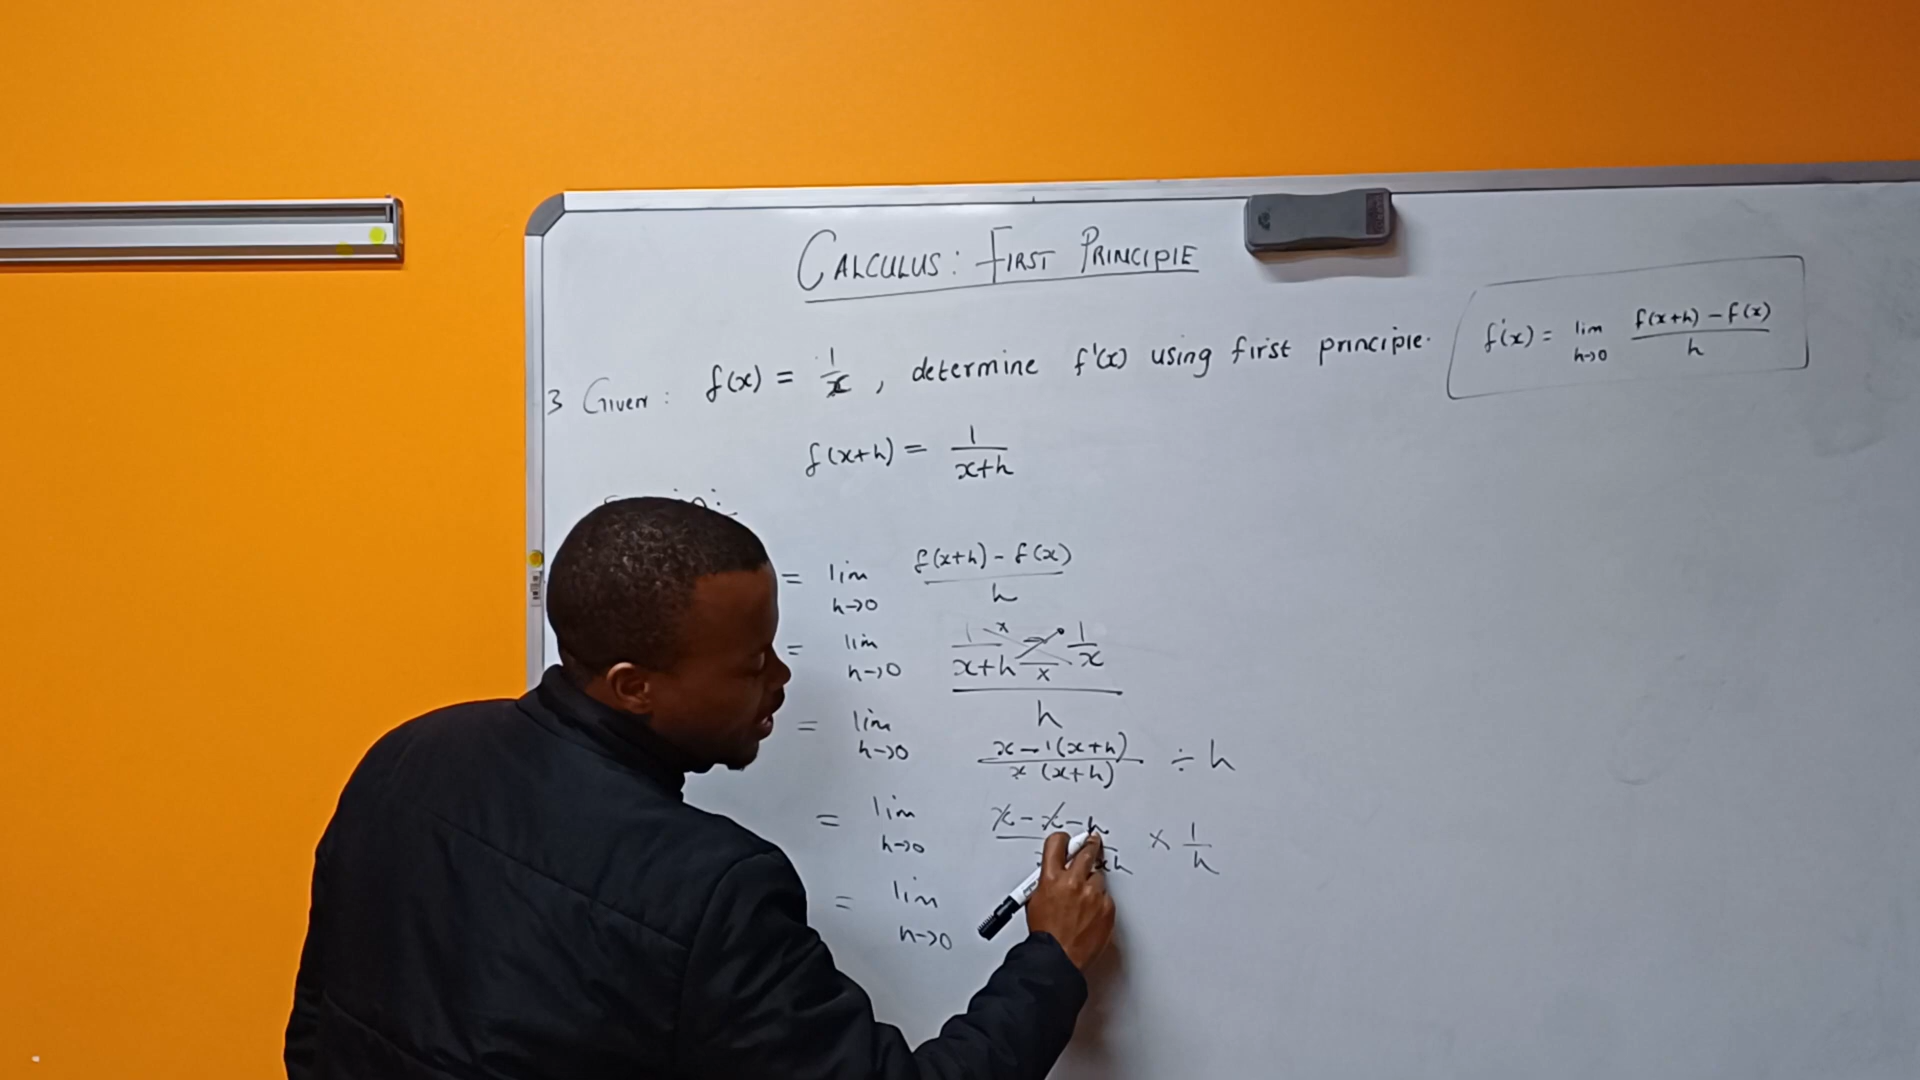 CALCULUS: FIRST PRINCIPLE
f'(x) = lim h→0 f(x+h) - f(x) / h
3 Given: f(x) = 1/x, determine f'(x) using first principle.
f(x+h) = 1/(x+h)
= lim h→0 f(x+h) - f(x) / h
= lim h→0 1/(x+h) - 1/x / h
= lim h→0 x - 1(x+h) / x(x+h) ÷ h
= lim h→0 x - x - h / xh × 1/h
= lim h→0